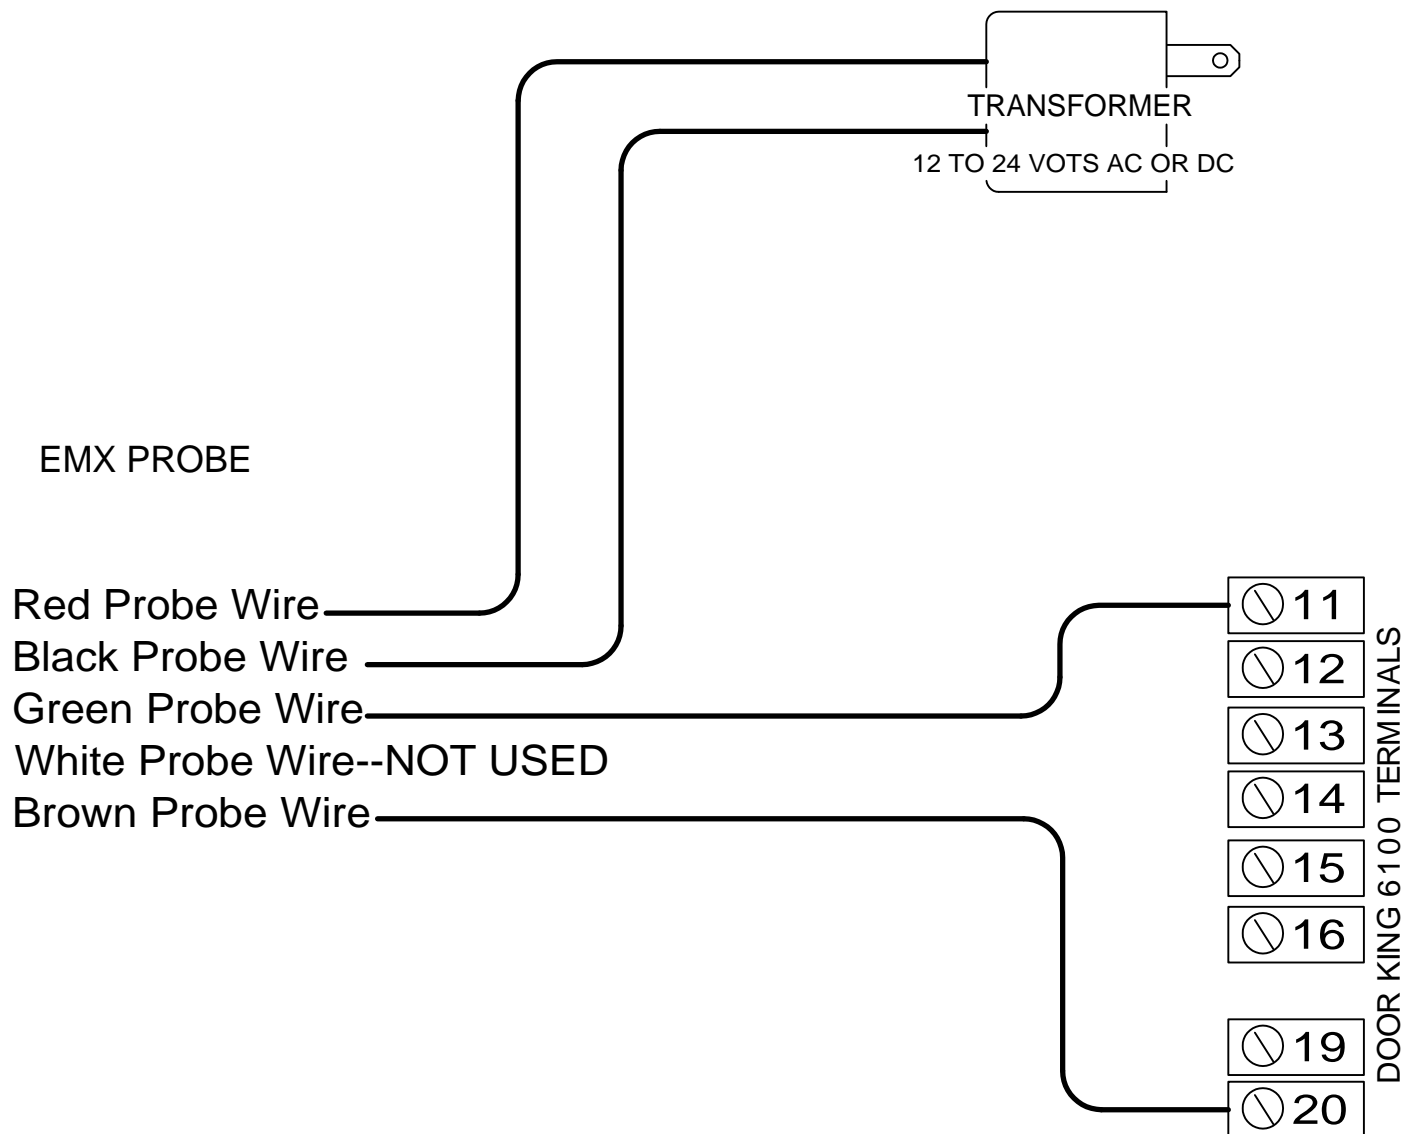 TRANSFORMER
12 TO 24 VOTS AC OR DC
EMX PROBE
Red Probe Wire
Black Probe Wire
Green Probe Wire
White Probe Wire--NOT USED
Brown Probe Wire
11
12
13
14
15
16
19
20
DOOR KING 6100 TERMINALS